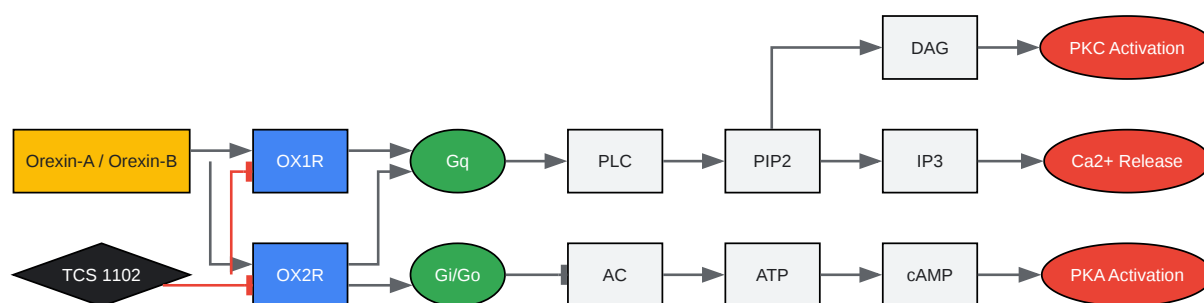 DAG
PKC Activation
Orexin-A / Orexin-B
OX1R
Gq
PLC
PIP2
IP3
Ca2+ Release
TCS 1102
OX2R
Gi/Go
AC
ATP
cAMP
PKA Activation